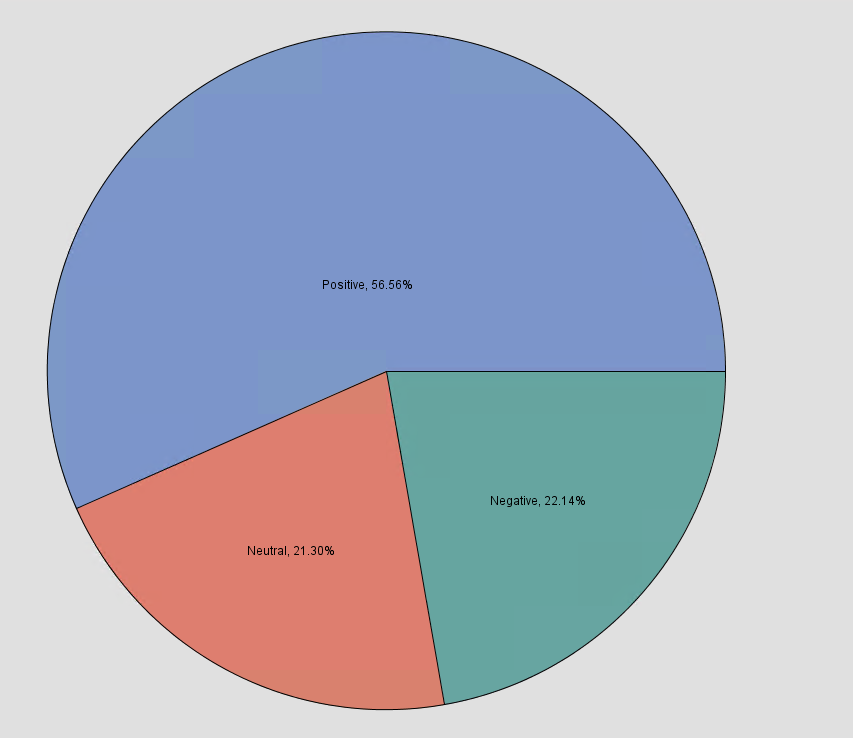 Positive, 56.56%
Negative, 22.14%
Neutral, 21.30%